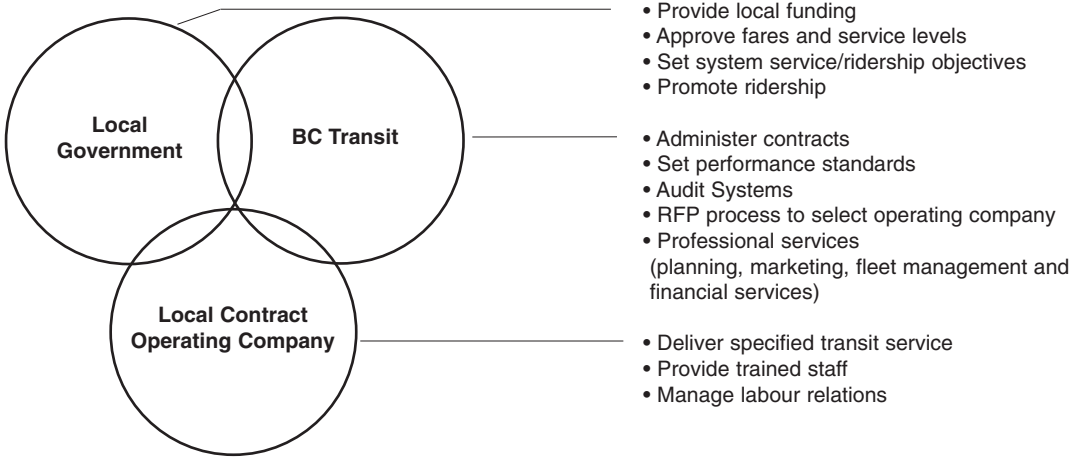 • Provide local funding
• Approve fares and service levels
• Set system service/ridership objectives
• Promote ridership
Local
Government
BC Transit
• Administer contracts
• Set performance standards
• Audit Systems
• RFP process to select operating company
• Professional services
(planning, marketing, fleet management and
financial services)
Local Contract
Operating Company
• Deliver specified transit service
• Provide trained staff
• Manage labour relations